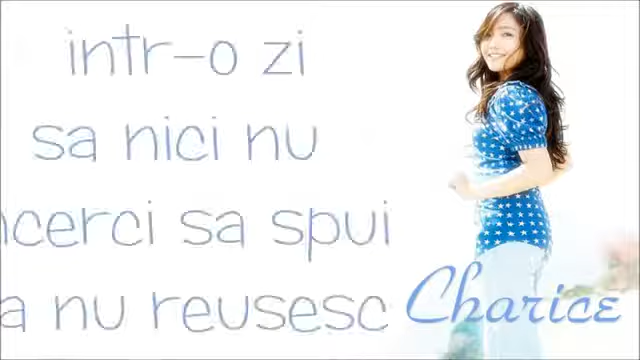 intr-o zi
sa nici nu
ncerci sa spui
a nu reusesc
Charice